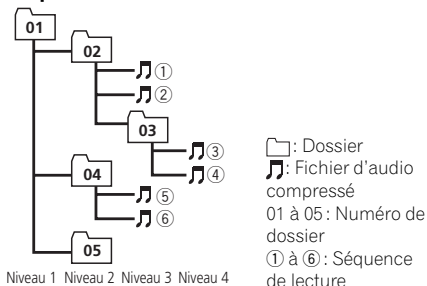 01
02
①
②
03
③
④
04
⑤
⑥
05
Niveau 1 Niveau 2 Niveau 3 Niveau 4
: Dossier
: Fichier d'audio
compressé
01 à 05 : Numéro de
dossier
① à ⑥ : Séquence
de lecture